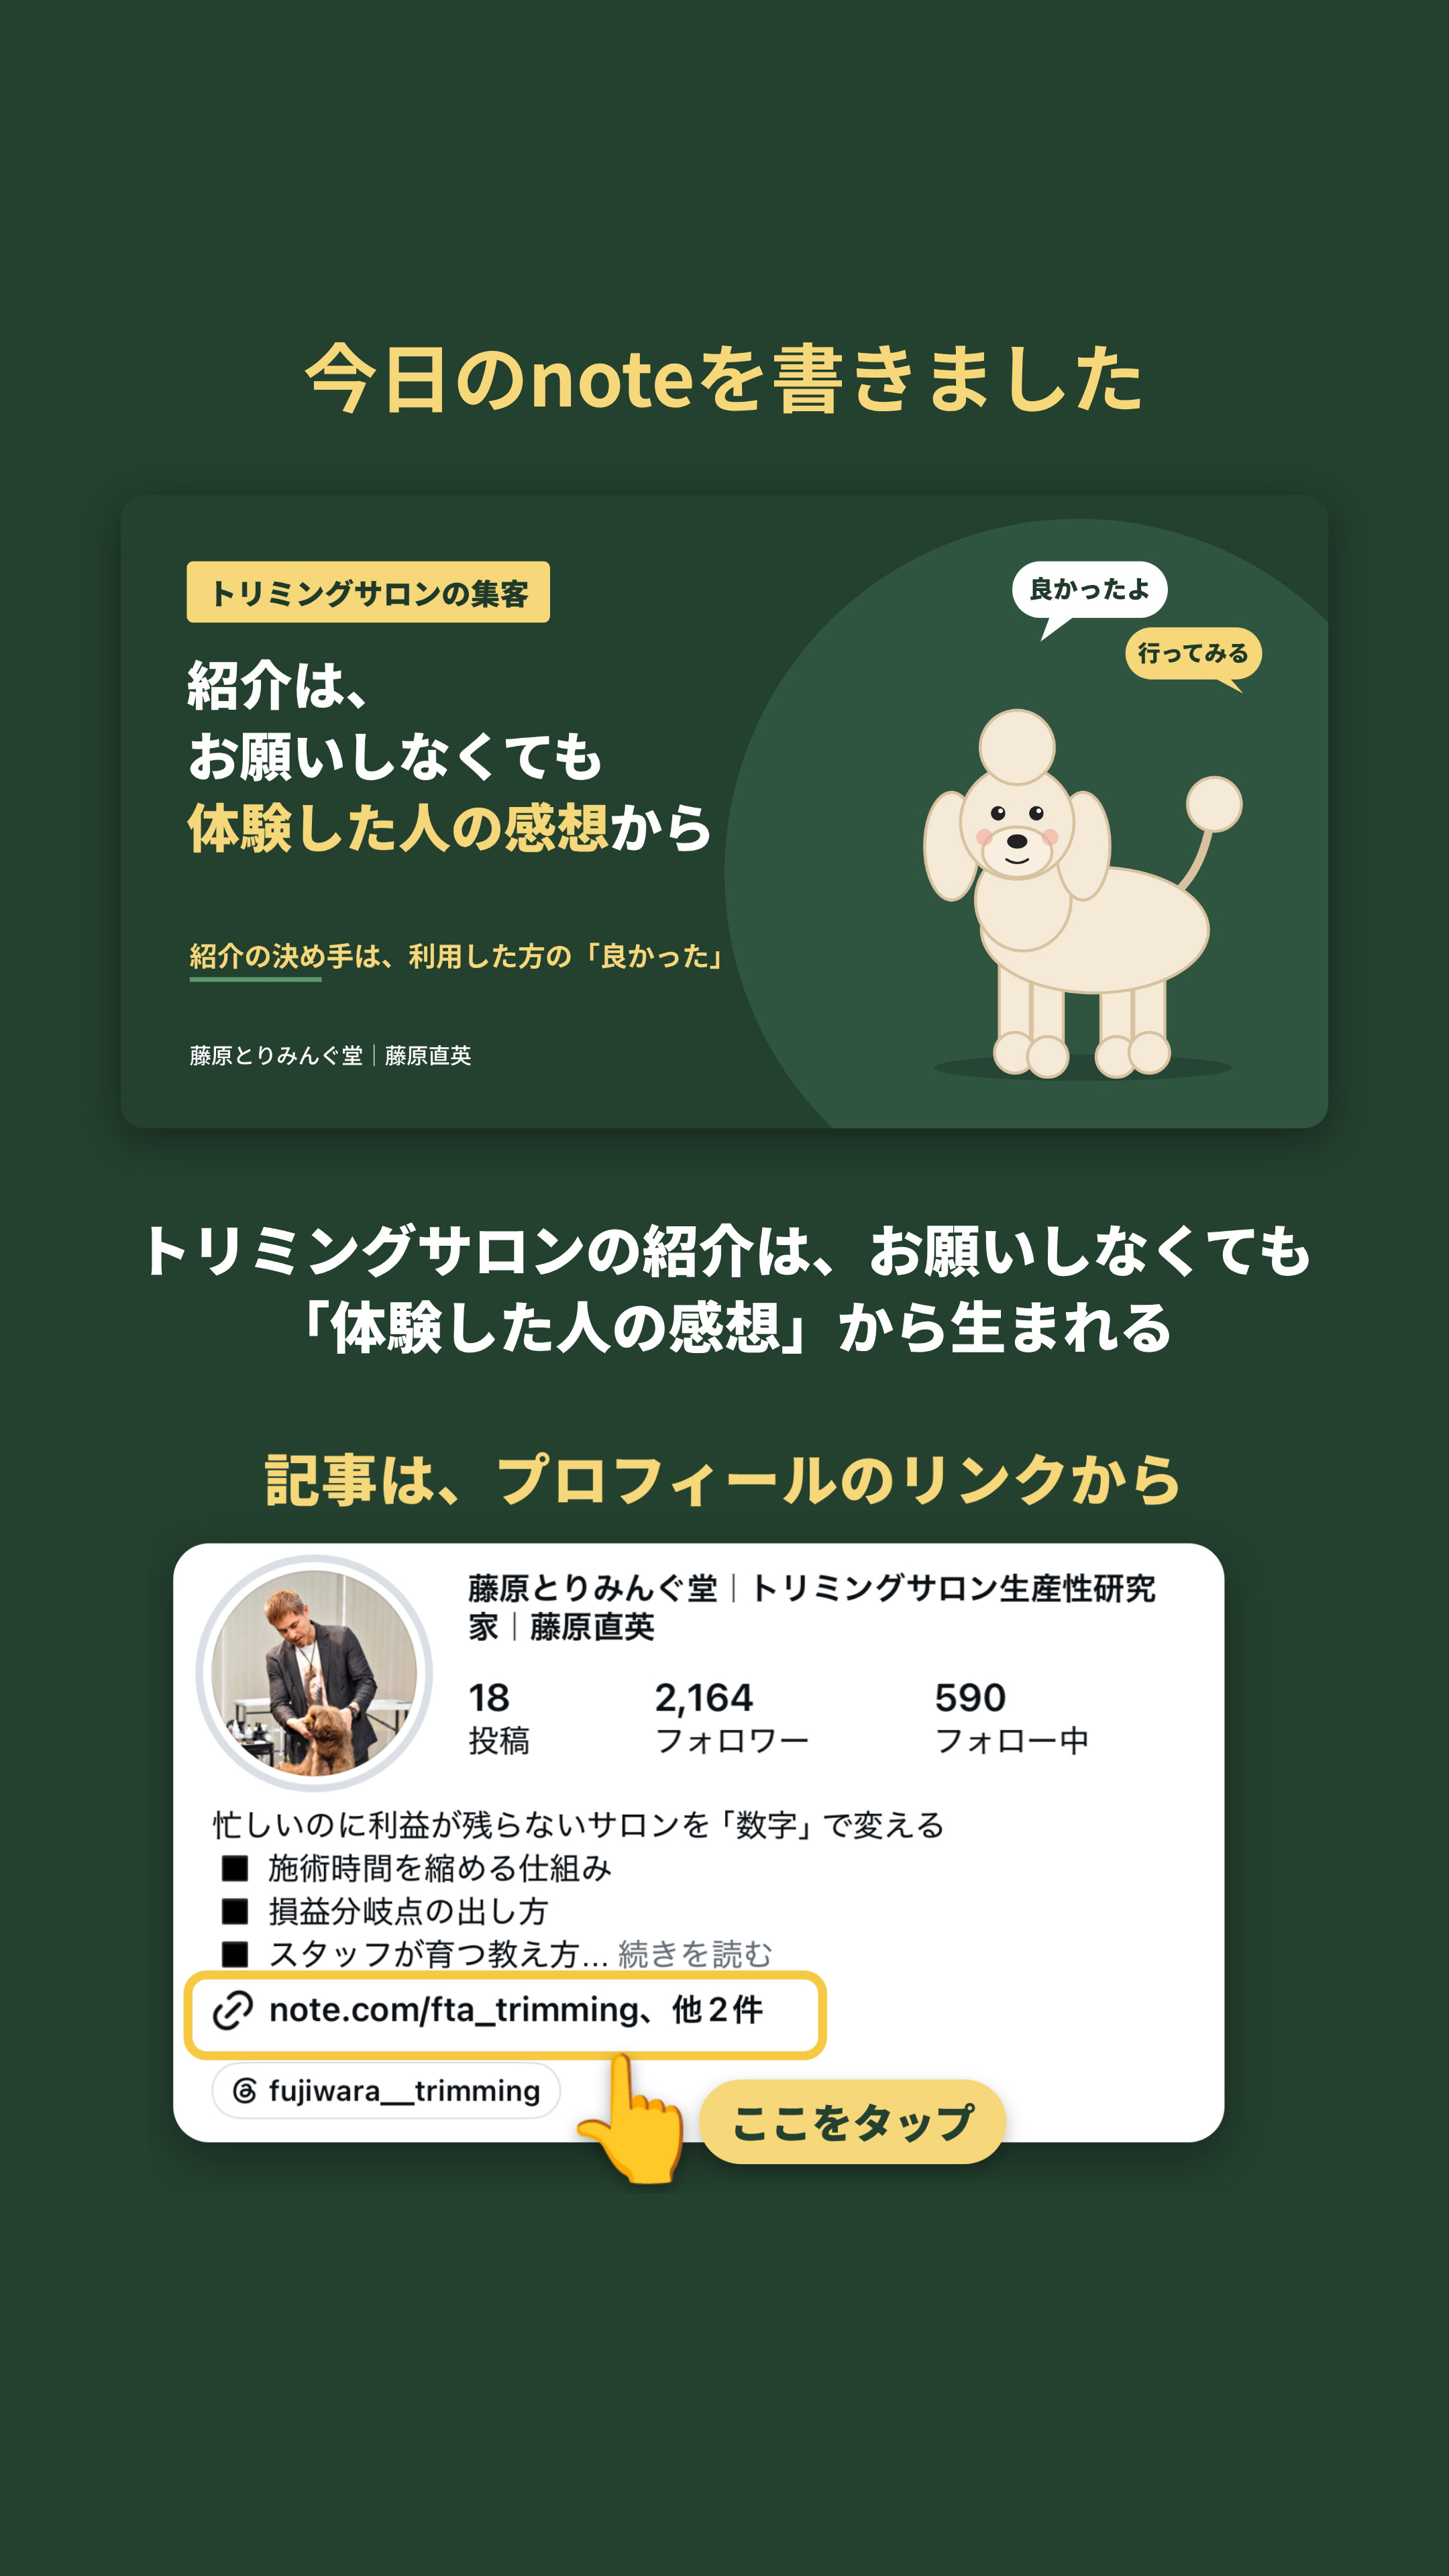 今日のnoteを書きました
トリミングサロンの集客
良かったよ
行ってみる
紹介は、
お願いしなくても
体験した人の感想から
紹介の決め手は、利用した方の「良かった」
藤原とりみんぐ堂｜藤原直英
トリミングサロンの紹介は、お願いしなくても
「体験した人の感想」から生まれる
記事は、プロフィールのリンクから
藤原とりみんぐ堂｜トリミングサロン生産性研究
家｜藤原直英
18 2,164 590
投稿 フォロワー フォロー中
忙しいのに利益が残らないサロンを「数字」で変える
■ 施術時間を縮める仕組み
■ 損益分岐点の出し方
■ スタッフが育つ教え方... 続きを読む
note.com/fta_trimming、他2件
fujiwara__trimming
ここをタップ